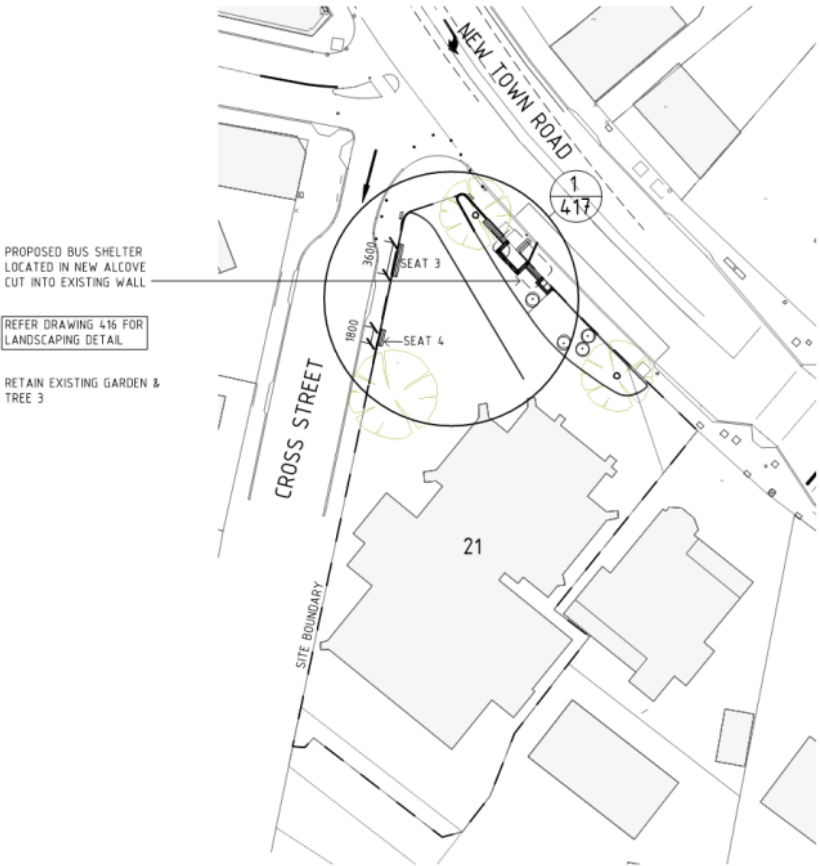 NEW TOWN ROAD
1
417
PROPOSED BUS SHELTER
LOCATED IN NEW ALCOVE
CUT INTO EXISTING WALL
3600
SEAT 3
REFER DRAWING 416 FOR
LANDSCAPING DETAIL
1800
SEAT 4
RETAIN EXISTING GARDEN &
TREE 3
CROSS STREET
21
SITE BOUNDARY